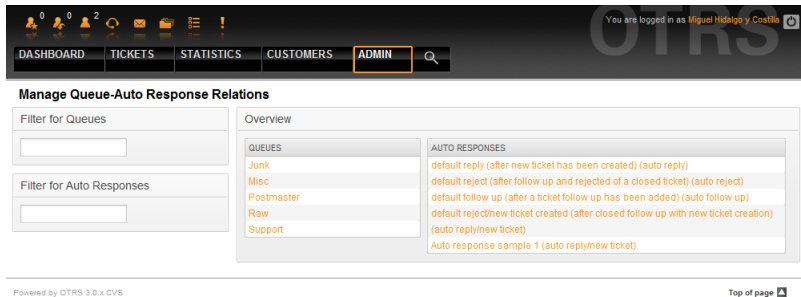 0 0 2
You are logged in as Miguel Hidalgo y Costilla
OTRS
DASHBOARD TICKETS STATISTICS CUSTOMERS ADMIN
Manage Queue-Auto Response Relations
Filter for Queues
Filter for Auto Responses
Overview
QUEUES
Junk
Misc
Postmaster
Raw
Support
AUTO RESPONSES
default reply (after new ticket has been created) (auto reply)
default reject (after follow up and rejected of a closed ticket) (auto reject)
default follow up (after a ticket follow up has been added) (auto follow up)
default reject/new ticket created (after closed follow up with new ticket creation)
(auto reply/new ticket)
Auto response sample 1 (auto reply/new ticket)
Powered by OTRS 3.0.x CVS
Top of page